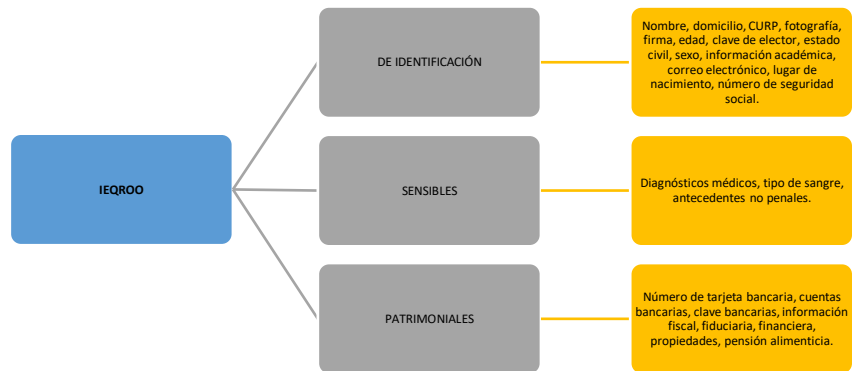 IEQROO
DE IDENTIFICACIÓN
Nombre, domicilio, CURP, fotografía,
firma, edad, clave de elector, estado
civil, sexo, información académica,
correo electrónico, lugar de
nacimiento, número de seguridad
social.
SENSIBLES
Diagnósticos médicos, tipo de sangre,
antecedentes no penales.
PATRIMONIALES
Número de tarjeta bancaria, cuentas
bancarias, clave bancarias, información
fiscal, fiduciaria, financiera,
propiedades, pensión alimenticia.